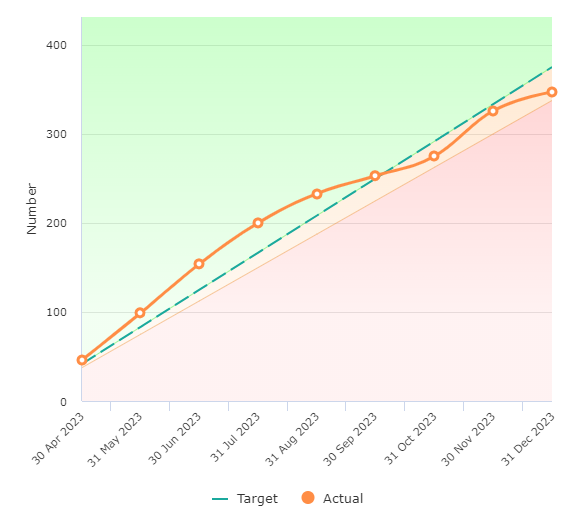 400
300
200
100
0
Number
30 Apr 2023
31 May 2023
30 Jun 2023
31 Jul 2023
31 Aug 2023
30 Sep 2023
31 Oct 2023
30 Nov 2023
31 Dec 2023
Target Actual